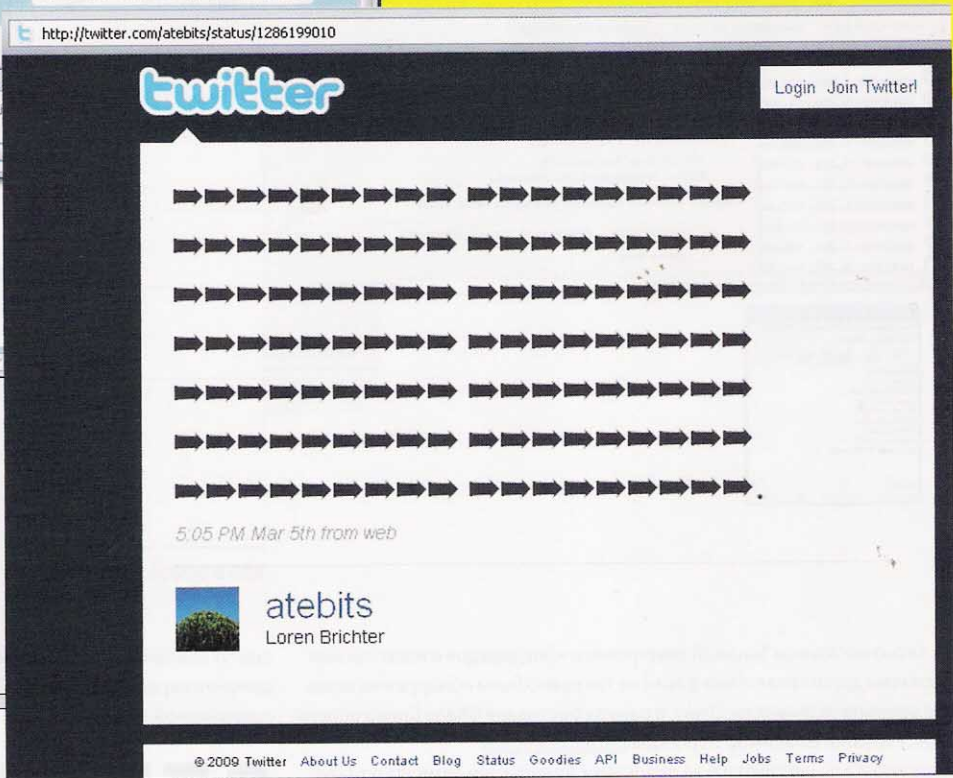 http://twitter.com/atebits/status/1286199010
twitter
Login Join Twitter!
➡➡➡➡➡➡➡➡➡ ➡➡➡➡➡➡➡➡➡
➡➡➡➡➡➡➡➡➡ ➡➡➡➡➡➡➡➡➡
➡➡➡➡➡➡➡➡➡ ➡➡➡➡➡➡➡➡➡
➡➡➡➡➡➡➡➡➡ ➡➡➡➡➡➡➡➡➡
➡➡➡➡➡➡➡➡➡ ➡➡➡➡➡➡➡➡➡
➡➡➡➡➡➡➡➡➡ ➡➡➡➡➡➡➡➡➡
➡➡➡➡➡➡➡➡➡ ➡➡➡➡➡➡➡➡➡.
5:05 PM Mar 5th from web
atebits
Loren Brichter
© 2009 Twitter About Us Contact Blog Status Goodies API Business Help Jobs Terms Privacy